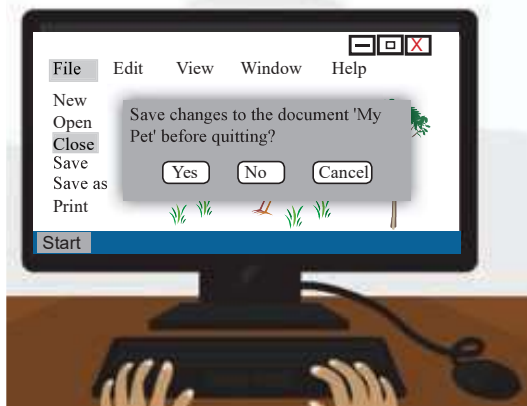 X
File Edit View Window Help
New
Open
Close
Save
Save as
Print
Save changes to the document 'My
Pet' before quitting?
Yes No Cancel
Start